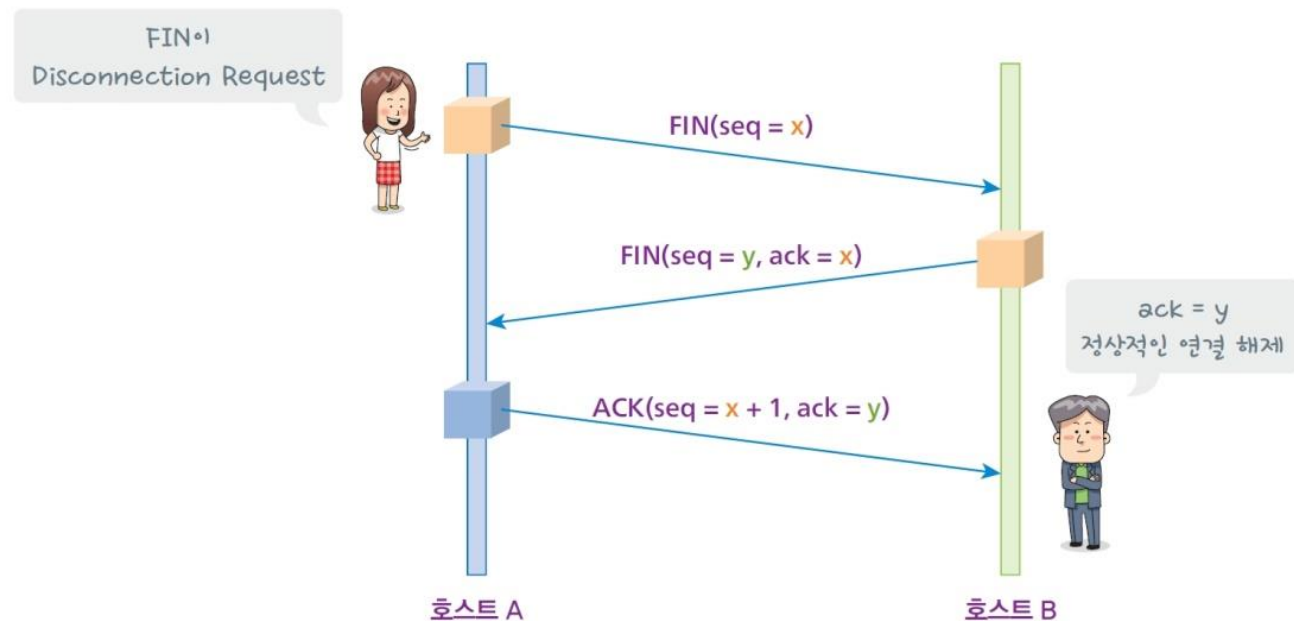 FIN이
Disconnection Request
FIN(seq = x)
FIN(seq = y, ack = x)
ack = y
정상적인 연결 해제
ACK(seq = x + 1, ack = y)
호스트 A
호스트 B